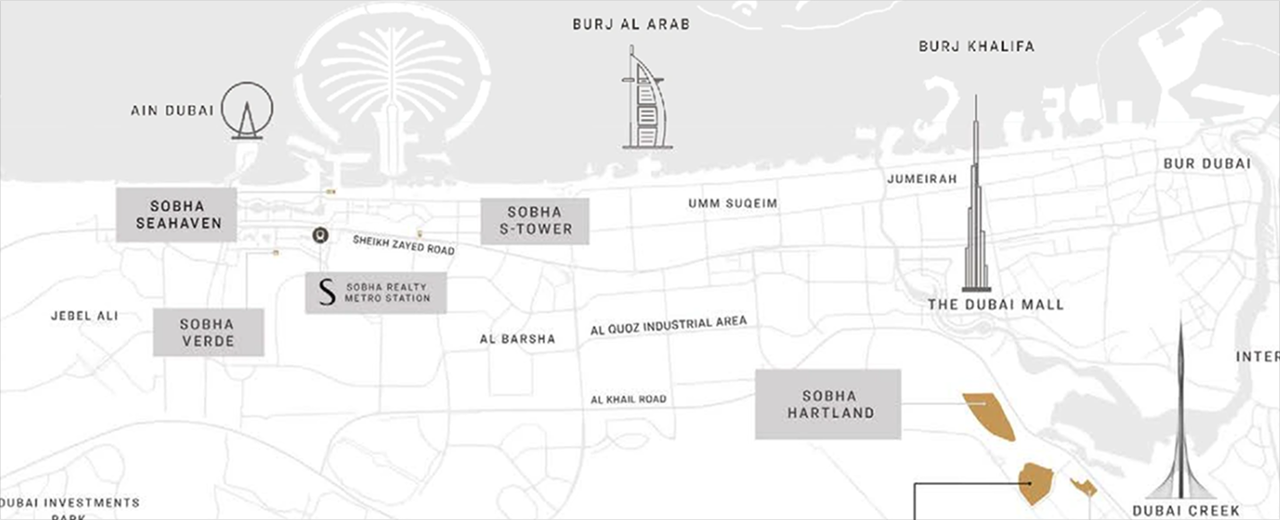 BURJ AL ARAB
BURJ KHALIFA
AIN DUBAI
BUR DUBAI
JUMEIRAH
SOBHA
SEAHAVEN
UMM SUQEIM
SOBHA
S-TOWER
SHEIKH ZAYED ROAD
SOBHA REALTY
METRO STATION
THE DUBAI MALL
JEBEL ALI
SOBHA
VERDE
AL QUOZ INDUSTRIAL AREA
AL BARSHA
INTER
AL KHAIL ROAD
SOBHA
HARTLAND
DUBAI INVESTMENTS
PARK
DUBAI CREEK